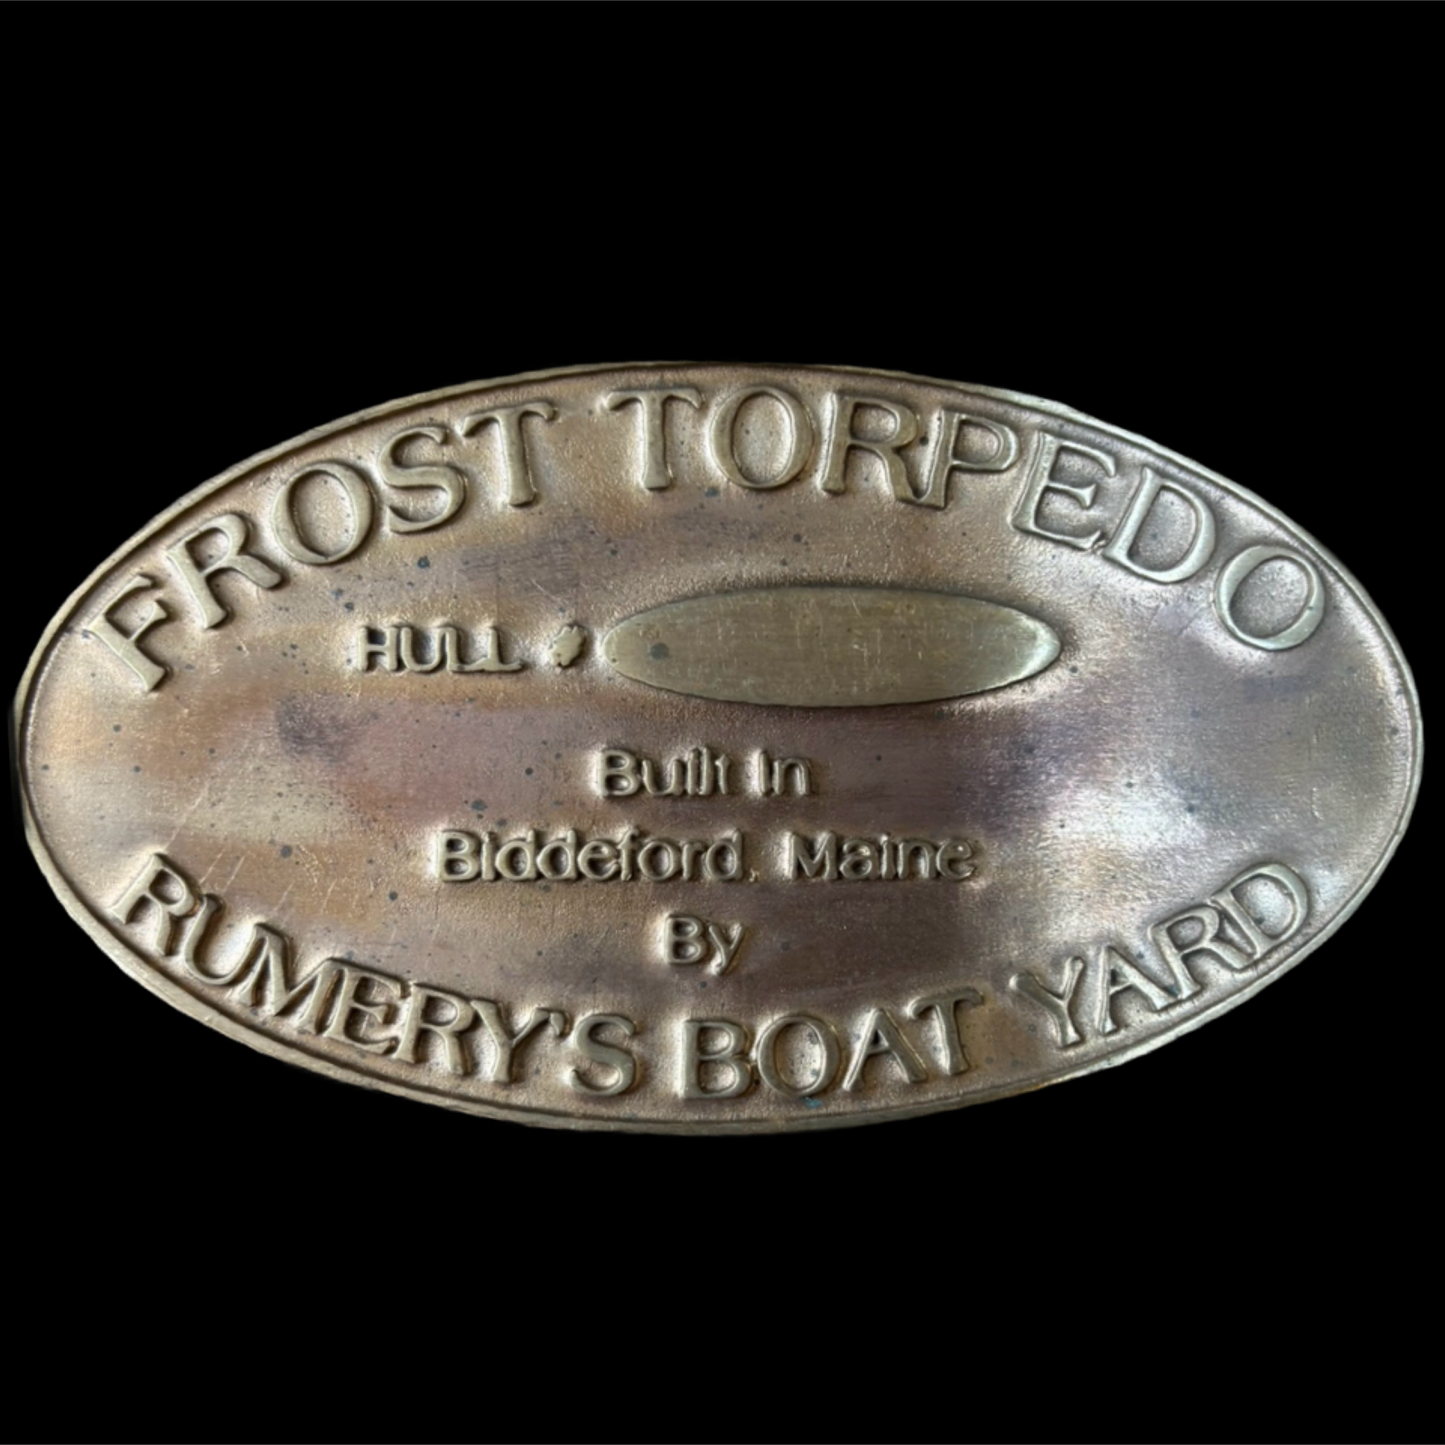 FROST TORPEDO
HULL #
Built In
Biddeford, Maine
By
RUMERY'S BOAT YARD